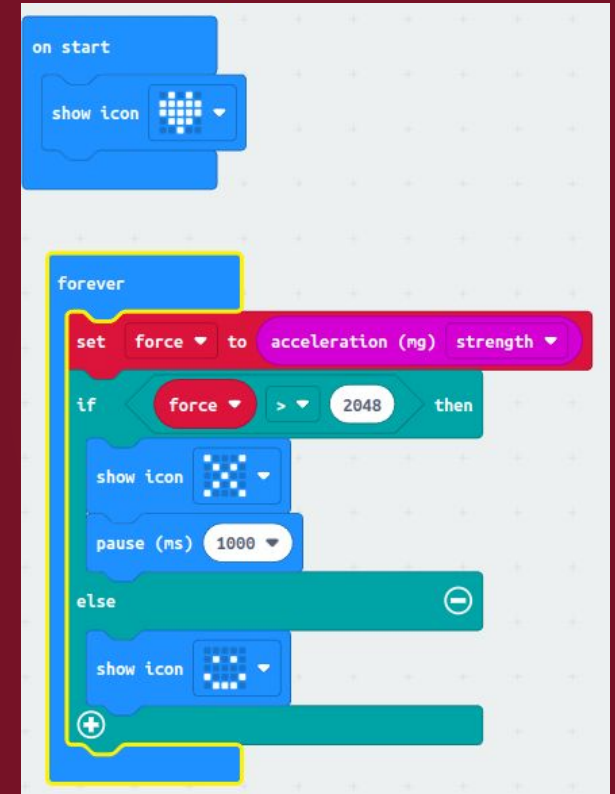 on start
show icon
forever
set force to acceleration (mg) strength
if force > 2048 then
show icon
pause (ms) 1000
else
show icon